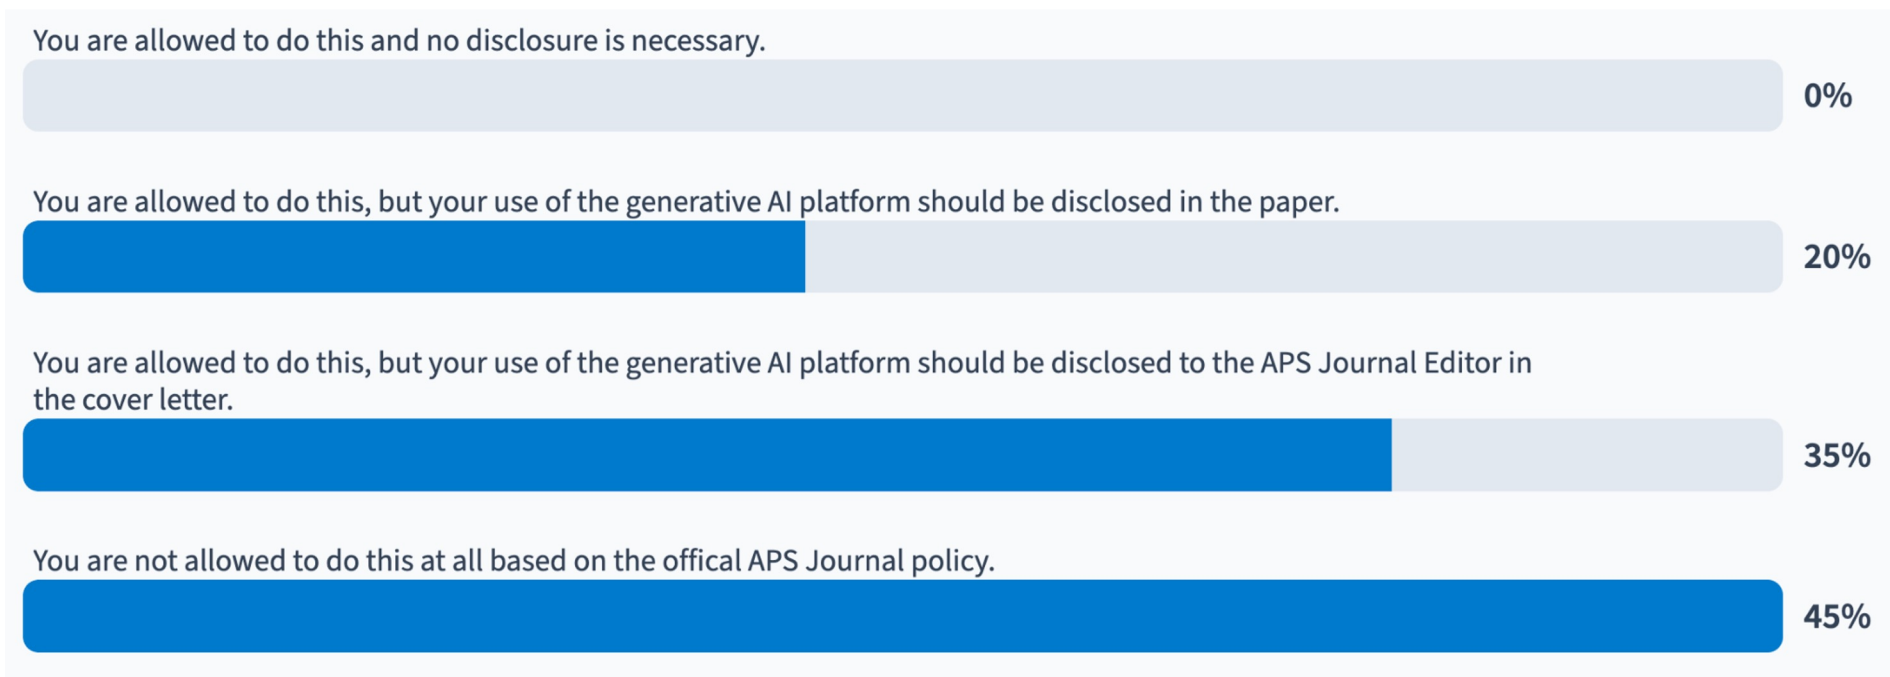 You are allowed to do this and no disclosure is necessary.
0%
You are allowed to do this, but your use of the generative AI platform should be disclosed in the paper.
20%
You are allowed to do this, but your use of the generative AI platform should be disclosed to the APS Journal Editor in
the cover letter.
35%
You are not allowed to do this at all based on the offical APS Journal policy.
45%